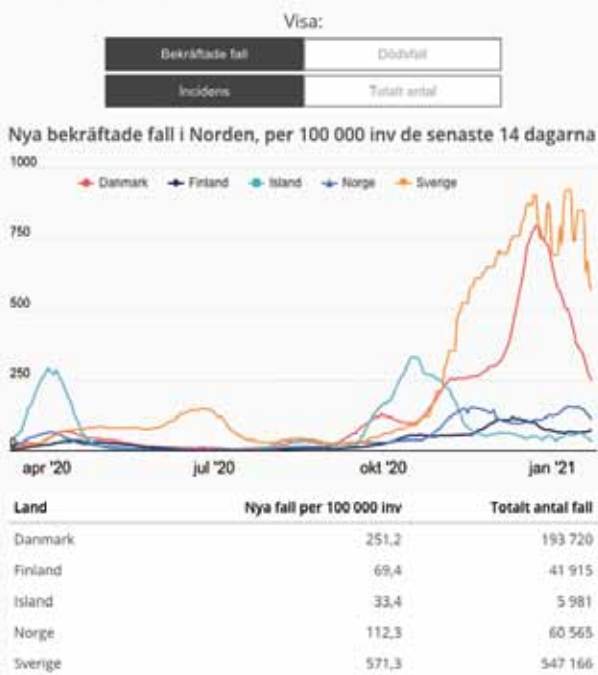 Visa:
Bekräftade fall Dödsfall
Incidens Totalt antal
Nya bekräftade fall i Norden, per 100 000 inv de senaste 14 dagarna
1000
Danmark Finland Island Norge Sverige
750
500
250
0
apr '20 jul '20 okt '20 jan '21
Land Nya fall per 100 000 inv Totalt antal fall
Danmark 251,2 193 720
Finland 69,4 41 915
Island 33,4 5 981
Norge 112,3 60 565
Sverige 571,3 547 166